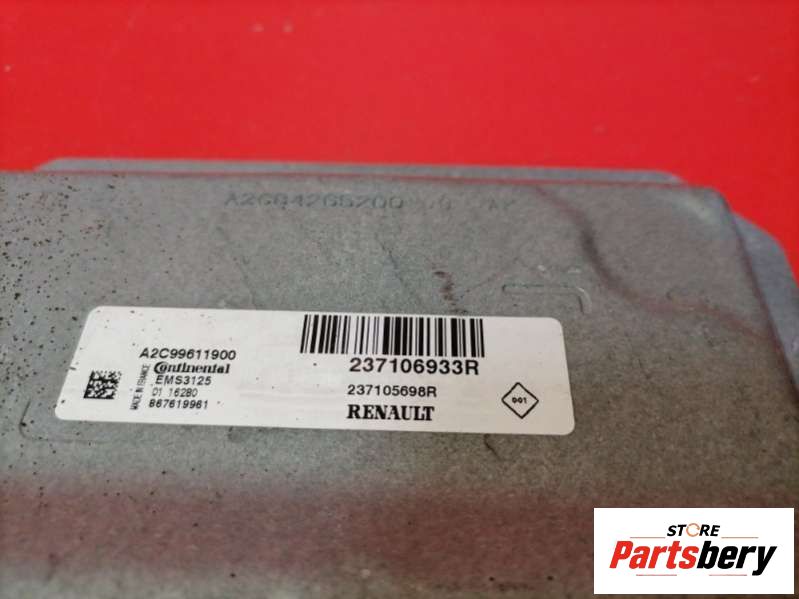 A2C99611900
Continental
EMS3125
01 16280
867619961
MADE IN FRANCE
237106933R
237105698R
RENAULT
001
STORE
Partsbery